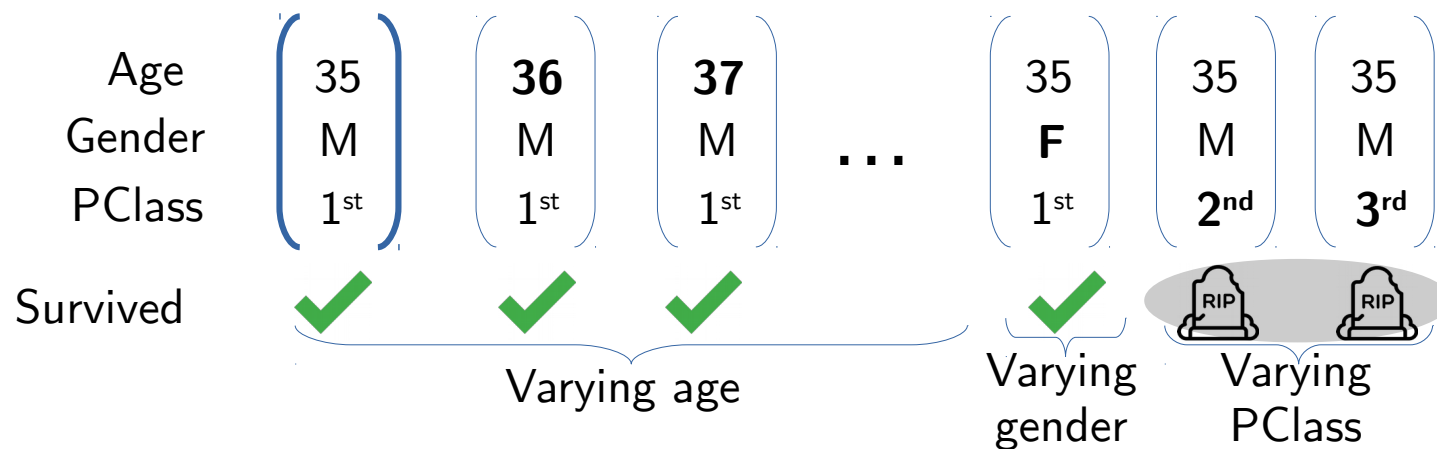 Age 35 36 37 35 35 35
Gender M M M ... F M M
PClass 1st 1st 1st 1st 2nd 3rd
Survived RIP RIP
Varying age Varying gender Varying PClass